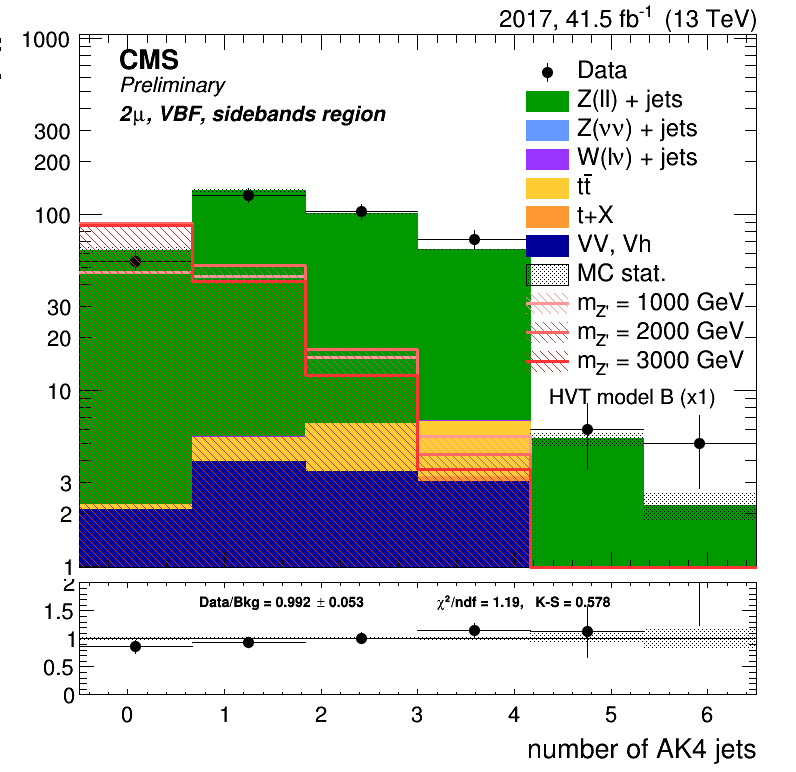 2017, 41.5 fb⁻¹ (13 TeV)
1000
CMS
Preliminary
2μ, VBF, sidebands region
Data
Z(ll) + jets
Z(νν) + jets
W(lν) + jets
tt̄
t+X
VV, Vh
MC stat.
m_Z' = 1000 GeV
m_Z' = 2000 GeV
m_Z' = 3000 GeV
HVT model B (x1)
300
200
100
30
20
10
3
2
1
2
1.5
1
0.5
0
Data/Bkg = 0.992 ± 0.053
χ²/ndf = 1.19, K-S = 0.578
0 1 2 3 4 5 6
number of AK4 jets